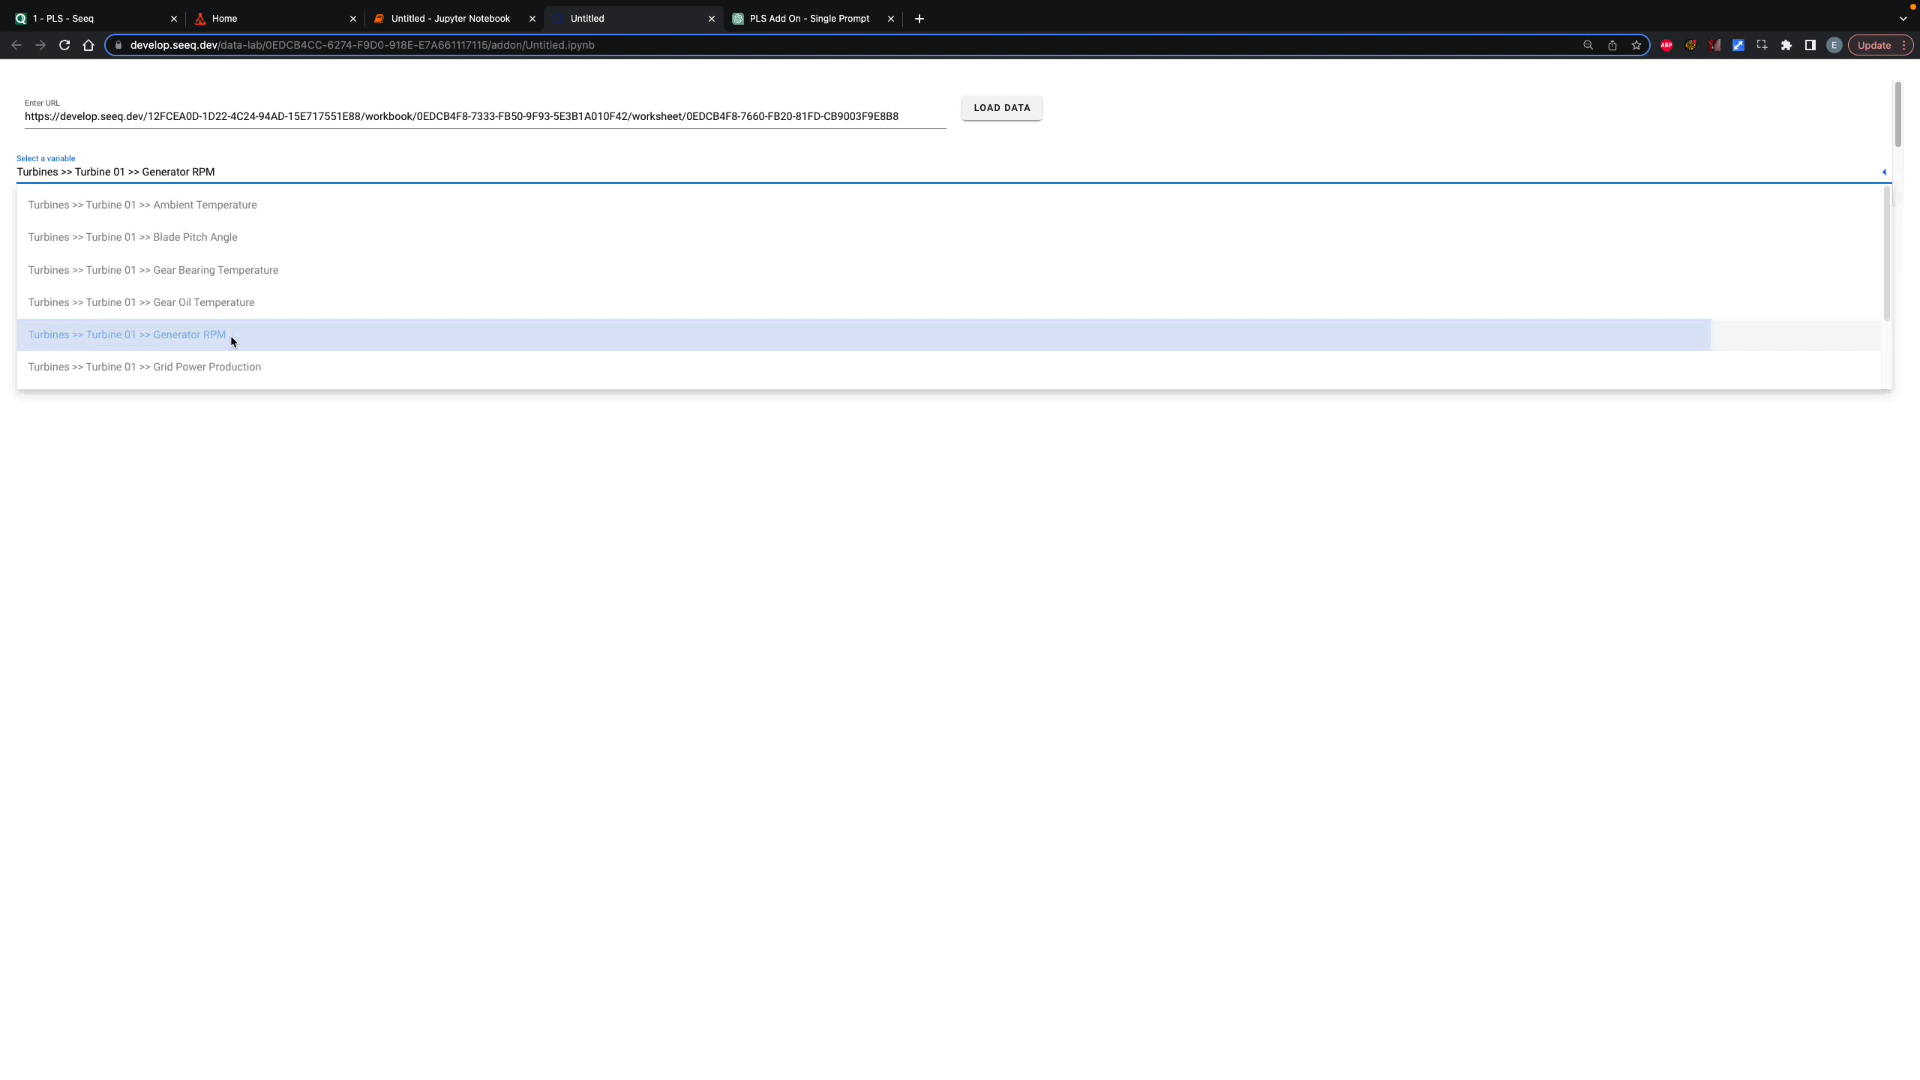 1 - PLS - Seeq
Home
Untitled - Jupyter Notebook
Untitled
PLS Add On - Single Prompt
develop.seeq.dev/data-lab/0EDCB4CC-6274-F9D0-918E-E7A661117115/addon/Untitled.ipynb
ABP
E
Update
Enter URL
https://develop.seeq.dev/12FCEA0D-1D22-4C24-94AD-15E717551E88/workbook/0EDCB4F8-7333-FB50-9F93-5E3B1A010F42/worksheet/0EDCB4F8-7660-FB20-81FD-CB9003F9E8B8
LOAD DATA
Select a variable
Turbines >> Turbine 01 >> Generator RPM
Turbines >> Turbine 01 >> Ambient Temperature
Turbines >> Turbine 01 >> Blade Pitch Angle
Turbines >> Turbine 01 >> Gear Bearing Temperature
Turbines >> Turbine 01 >> Gear Oil Temperature
Turbines >> Turbine 01 >> Generator RPM
Turbines >> Turbine 01 >> Grid Power Production